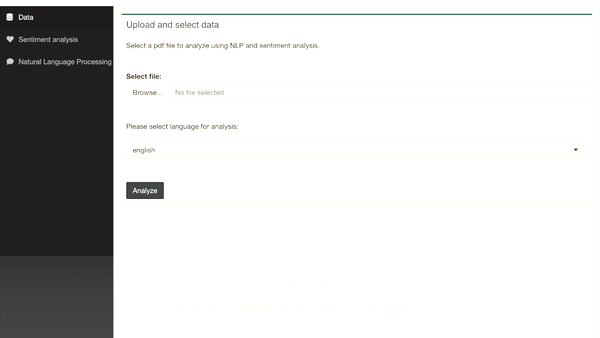 Data
Sentiment analysis
Natural Language Processing
Upload and select data
Select a pdf file to analyze using NLP and sentiment analysis.
Select file:
Browse... No file selected
Please select language for analysis:
english
Analyze